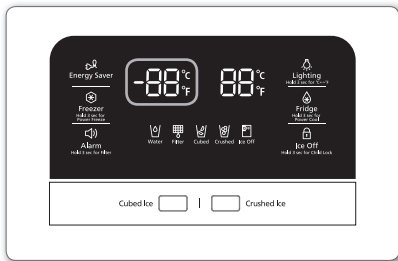 Energy Saver
-88 °C °F
88 °C °F
Lighting
Hold 3 sec for °C↔°F
Freezer
Hold 3 sec for
Power Freeze
Fridge
Hold 3 sec for
Power Cool
Alarm
Hold 3 sec for Filter
Water Filter Cubed Crushed Ice Off
Ice Off
Hold 3 sec for Child Lock
Cubed Ice | Crushed Ice